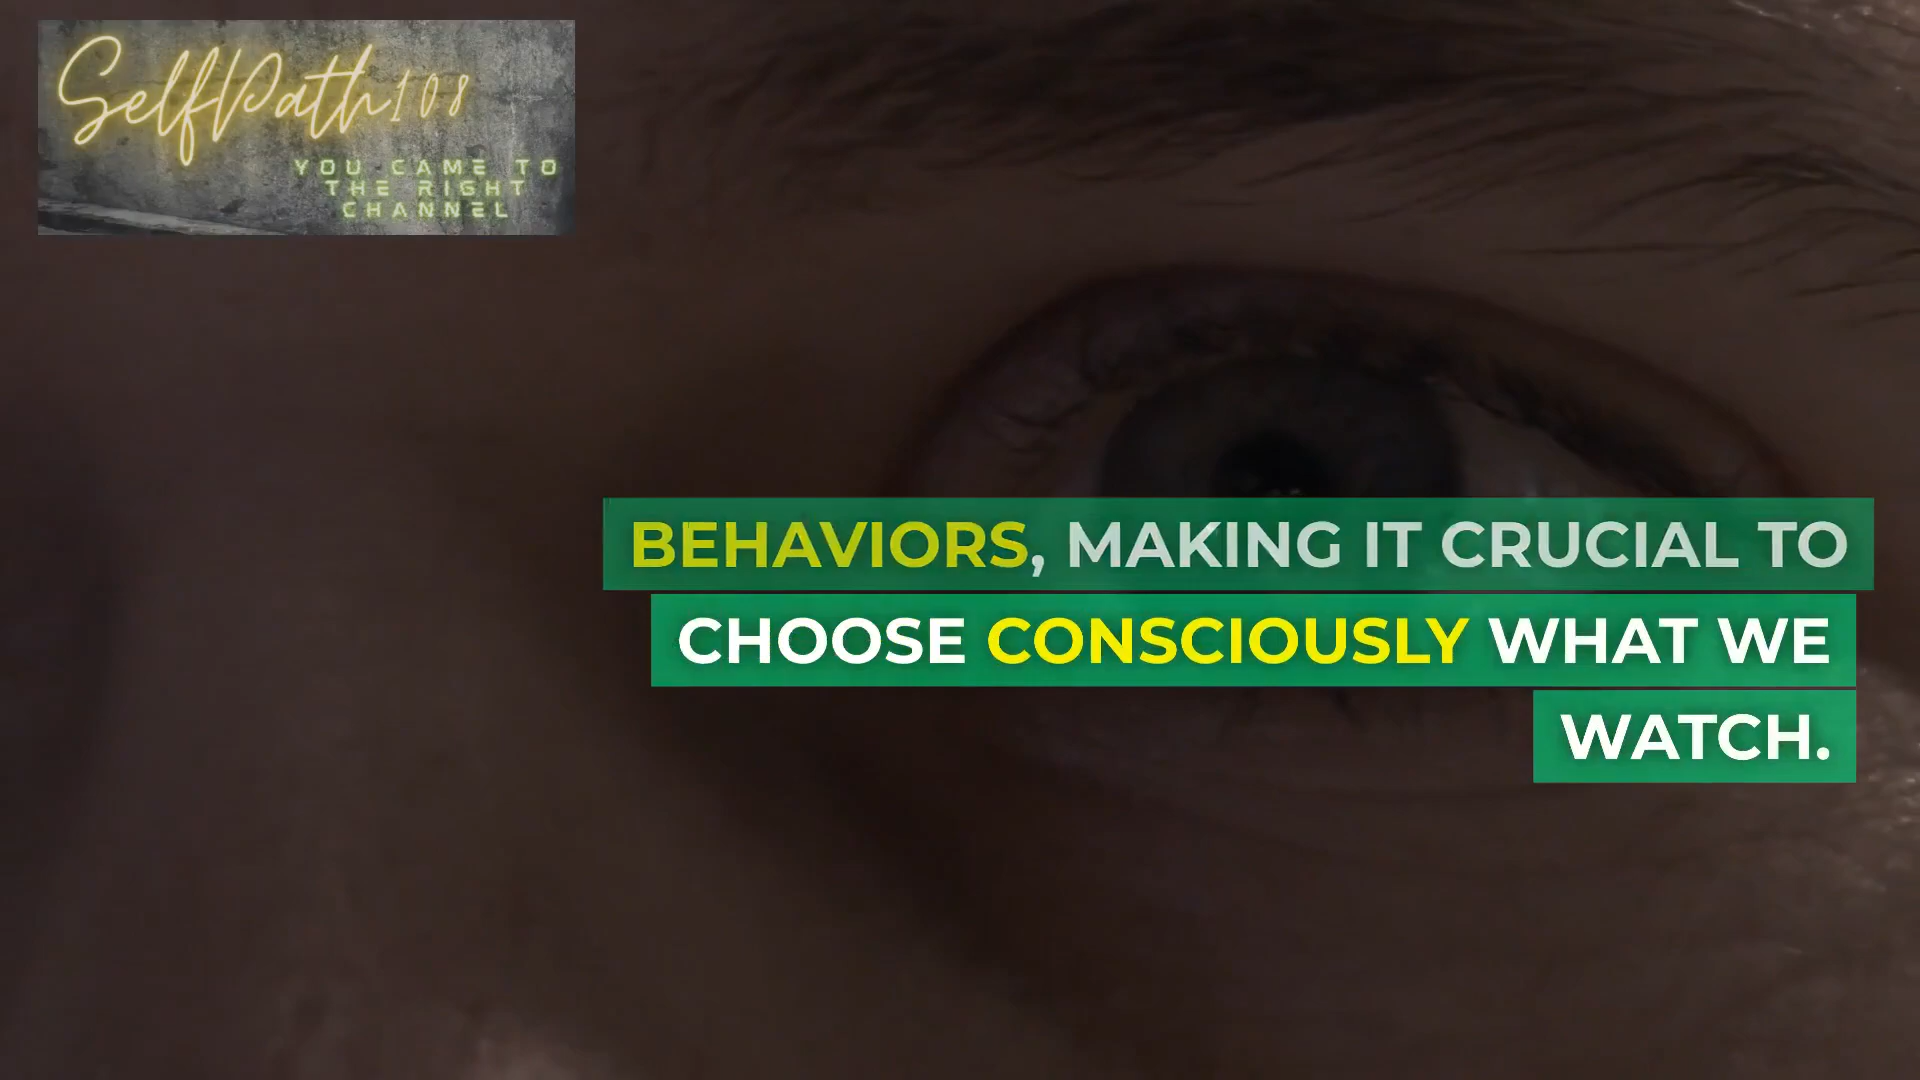 SelfPath108
YOU CAME TO
THE RIGHT
CHANNEL
BEHAVIORS, MAKING IT CRUCIAL TO
CHOOSE CONSCIOUSLY WHAT WE
WATCH.